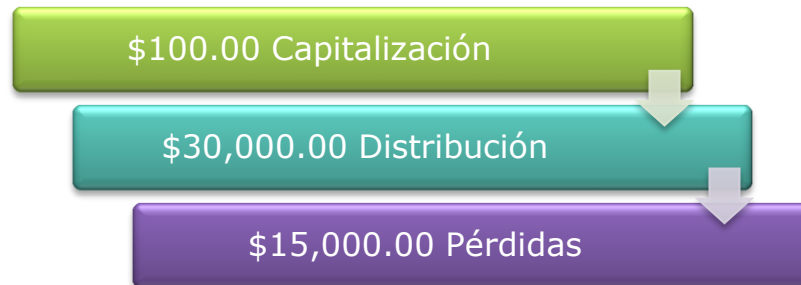 $100.00 Capitalización
$30,000.00 Distribución
$15,000.00 Pérdidas